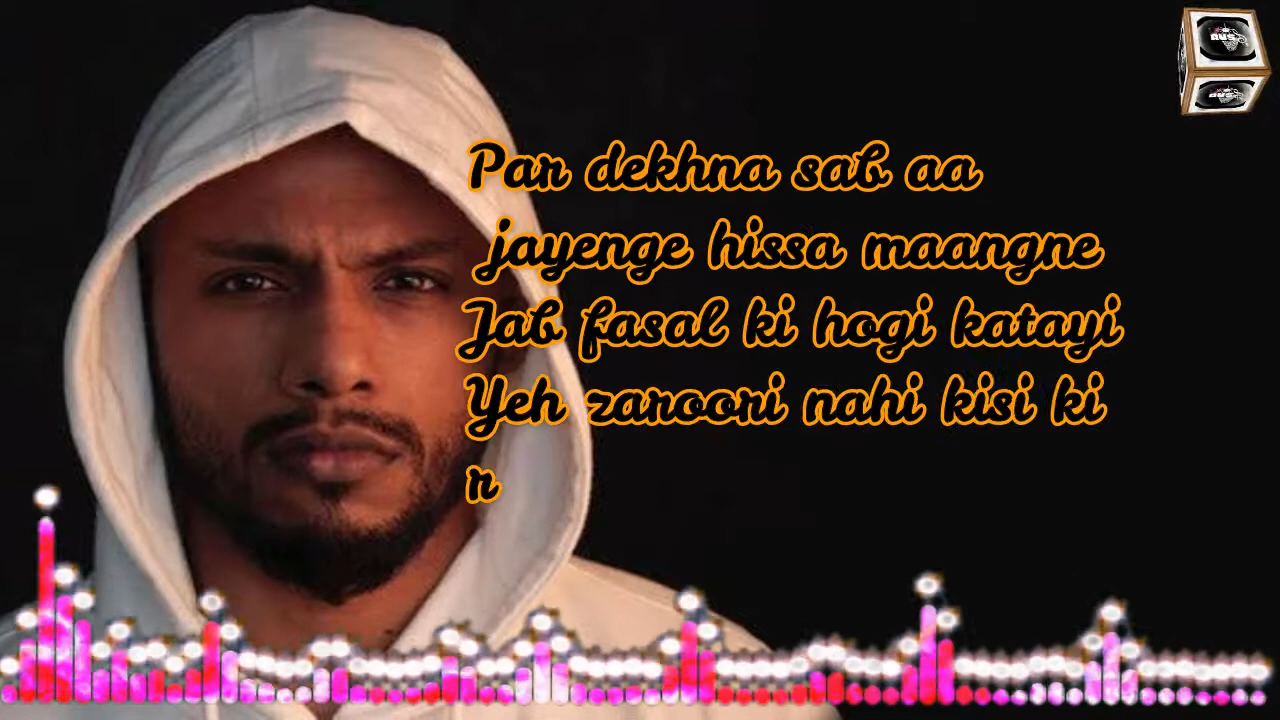 Par dekhna sab aa
jayenge hissa maangne
Jab fasal ki hogi katayi
Yeh zaroori nahi kisi ki
r